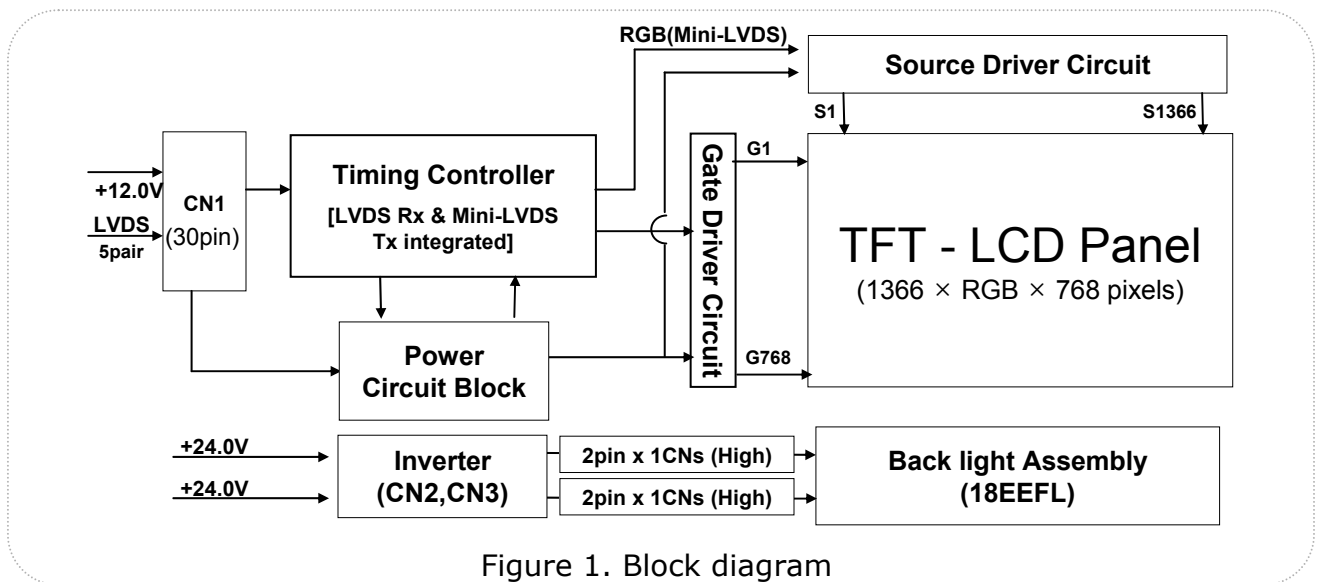 RGB(Mini-LVDS)
Source Driver Circuit
S1
S1366
+12.0V
LVDS
5pair
CN1
(30pin)
Timing Controller
[LVDS Rx & Mini-LVDS
Tx integrated]
Gate Driver Circuit
G1
G768
TFT - LCD Panel
(1366 × RGB × 768 pixels)
Power
Circuit Block
+24.0V
+24.0V
Inverter
(CN2,CN3)
2pin x 1CNs (High)
2pin x 1CNs (High)
Back light Assembly
(18EEFL)
Figure 1. Block diagram